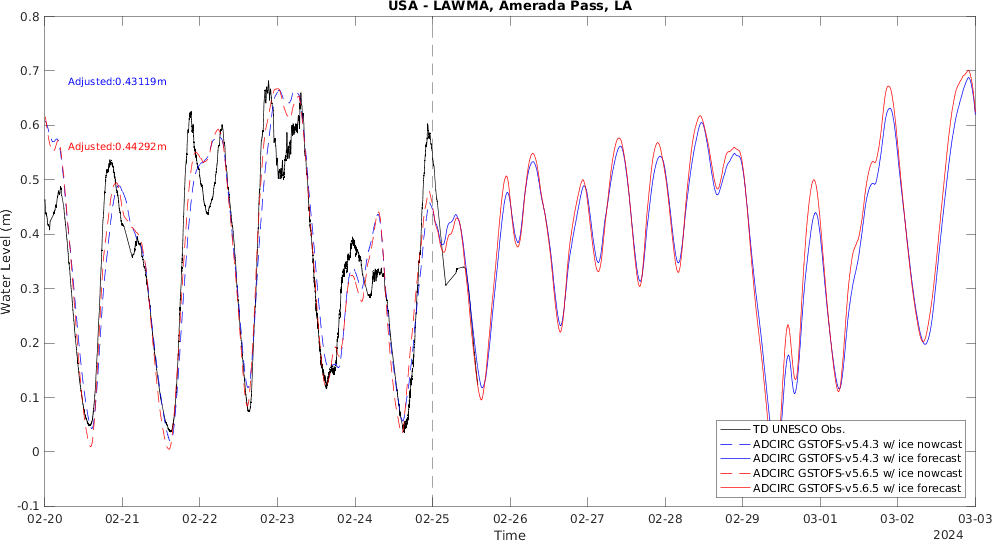 USA - LAWMA, Amerada Pass, LA
0.8
0.7
0.6
0.5
0.4
0.3
0.2
0.1
0
-0.1
Water Level (m)
Adjusted:0.43119m
Adjusted:0.44292m
TD UNESCO Obs.
ADCIRC GSTOFS-v5.4.3 w/ ice nowcast
ADCIRC GSTOFS-v5.4.3 w/ ice forecast
ADCIRC GSTOFS-v5.6.5 w/ ice nowcast
ADCIRC GSTOFS-v5.6.5 w/ ice forecast
02-20 02-21 02-22 02-23 02-24 02-25 02-26 02-27 02-28 02-29 03-01 03-02 03-03
Time
2024